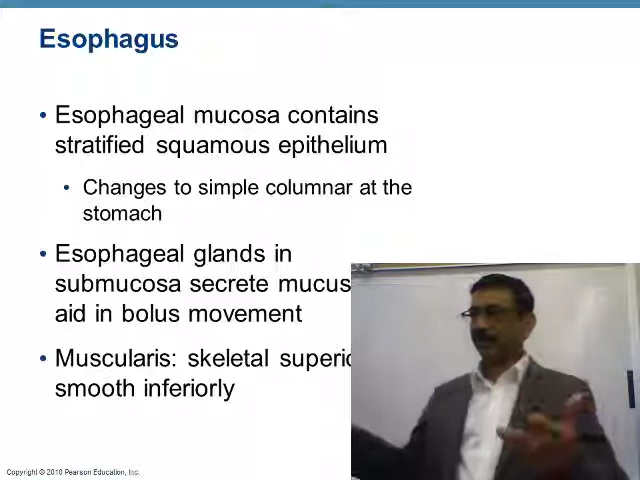 Esophagus
• Esophageal mucosa contains
stratified squamous epithelium
• Changes to simple columnar at the
stomach
• Esophageal glands in
submucosa secrete mucus
aid in bolus movement
• Muscularis: skeletal
smooth inferiorly
Copyright © 2010 Pearson Education, Inc.